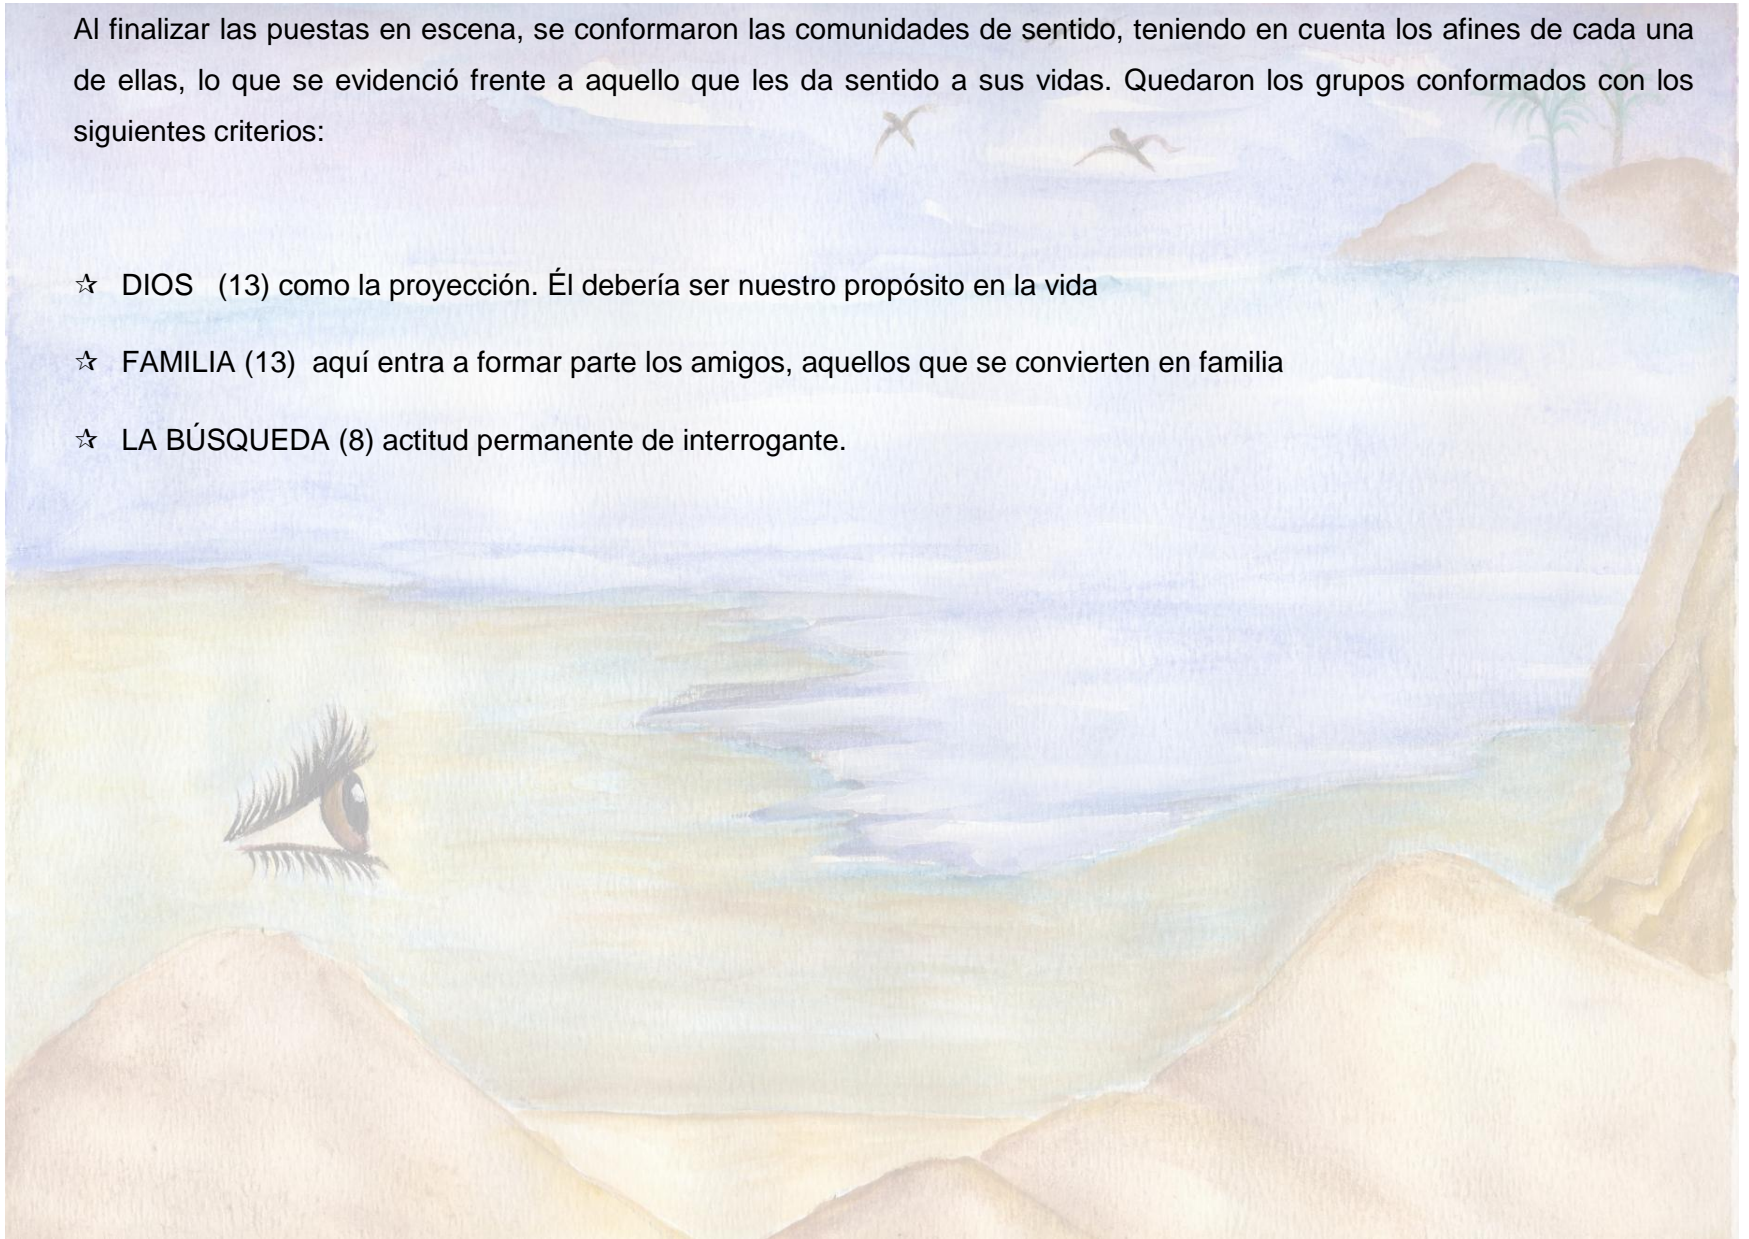 Al finalizar las puestas en escena, se conformaron las comunidades de sentido, teniendo en cuenta los afines de cada una
de ellas, lo que se evidenció frente a aquello que les da sentido a sus vidas. Quedaron los grupos conformados con los
siguientes criterios:
☆ DIOS (13) como la proyección. Él debería ser nuestro propósito en la vida
☆ FAMILIA (13) aquí entra a formar parte los amigos, aquellos que se convierten en familia
☆ LA BÚSQUEDA (8) actitud permanente de interrogante.